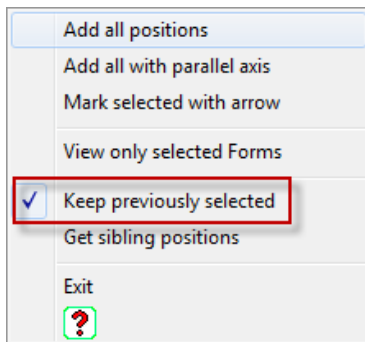 Add all positions
Add all with parallel axis
Mark selected with arrow
View only selected Forms
Keep previously selected
Get sibling positions
Exit
?